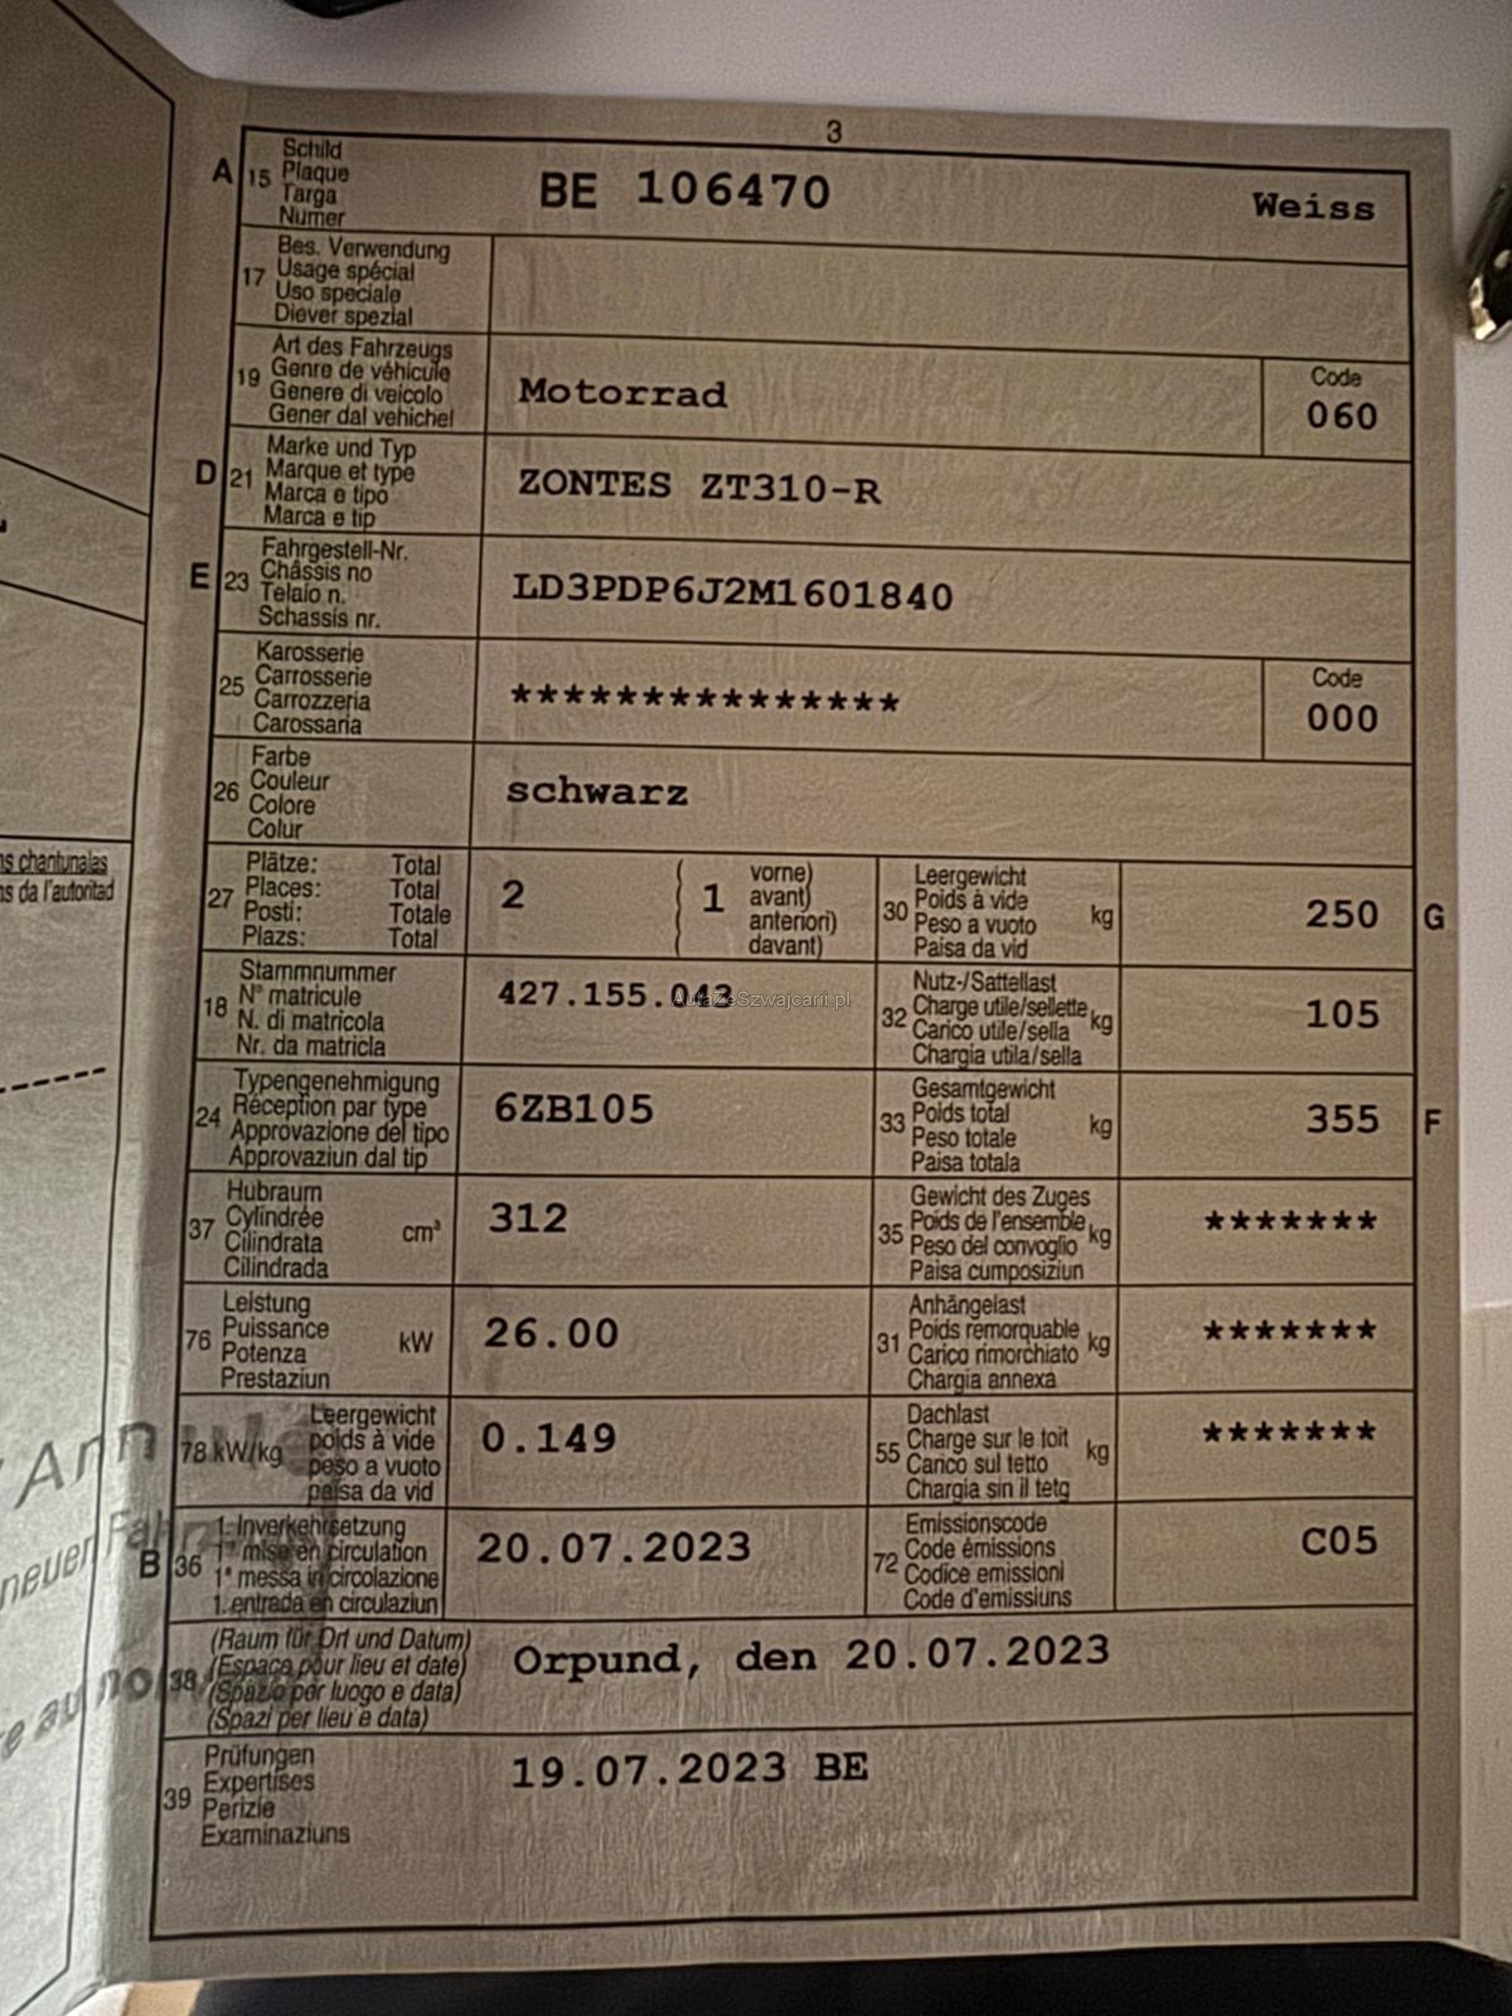 3
A 15 Schild
Plaque
Targa
Numer
BE 106470 Weiss
17 Bes. Verwendung
Usage spécial
Uso speciale
Diever spezial
19 Art des Fahrzeugs
Genre de véhicule
Genere di veicolo
Gener dal vehichel
Motorrad
Code
060
D 21 Marke und Typ
Marque et type
Marca e tipo
Marca e tip
ZONTES ZT310-R
E 23 Fahrgestell-Nr.
Châssis no
Telaio n.
Schassis nr.
LD3PDP6J2M1601840
25 Karosserie
Carrosserie
Carrozzeria
Carossaria
***************
Code
000
26 Farbe
Couleur
Colore
Colur
schwarz
27 Plätze: Total
Places: Total
Posti: Totale
Plazs: Total
2 ( 1 vorne)
avant)
anteriori)
davant)
30 Leergewicht
Poids à vide
Peso a vuoto kg
Paisa da vid
250 G
18 Stammnummer
N° matricule
N. di matricola
Nr. da matricla
427.155.043
AutaZeSzwajcarii.pl
32 Nutz-/Sattellast
Charge utile/sellette kg
Carico utile/sella
Chargia utila/sella
105
24 Typengenehmigung
Réception par type
Approvazione del tipo
Approvaziun dal tip
6ZB105
33 Gesamtgewicht
Poids total kg
Peso totale
Paisa totala
355 F
37 Hubraum
Cylindrée cm³
Cilindrata
Cilindrada
312
35 Gewicht des Zuges
Poids de l'ensemble kg
Peso del convoglio
Paisa cumposiziun
*******
76 Leistung
Puissance kW
Potenza
Prestaziun
26.00
31 Anhängelast
Poids remorquable kg
Carico rimorchiato
Chargia annexa
*******
78 kW/kg Leergewicht
poids à vide
peso a vuoto
paisa da vid
0.149
55 Dachlast
Charge sur le toit kg
Carico sul tetto
Chargia sin il tetg
*******
B 36 1. Inverkehrsetzung
1re mise en circulation
1a messa in circolazione
1. entrada en circulaziun
20.07.2023
72 Emissionscode
Code émissions
Codice emissioni
Code d'emissiuns
C05
38 (Raum für Ort und Datum)
(Espace pour lieu et date)
(Spazio per luogo e data)
(Spazi per lieu e data)
Orpund, den 20.07.2023
39 Prüfungen
Expertises
Perizie
Examinaziuns
19.07.2023 BE
chantunalas
da l'autoritad
neuer